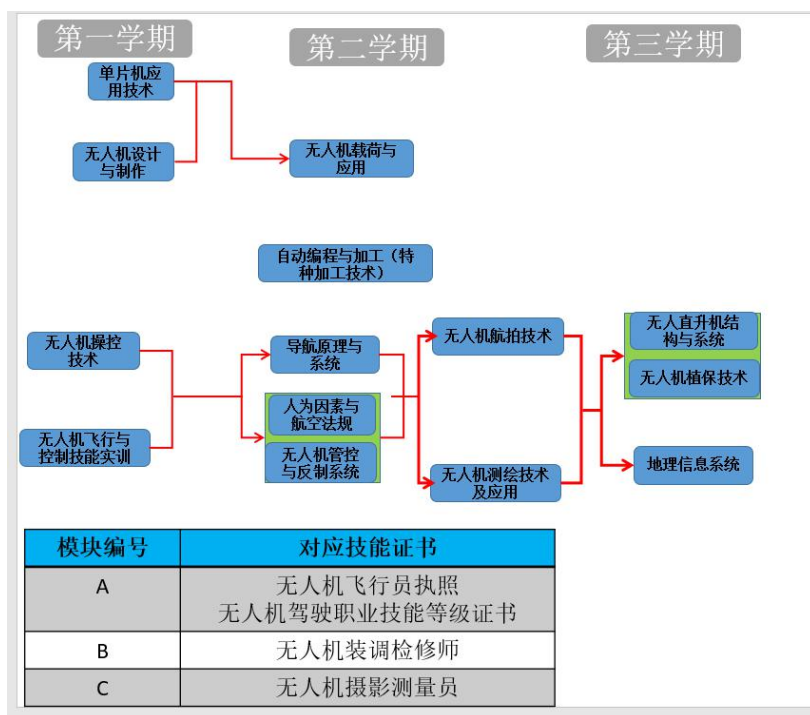 第一学期
第二学期
第三学期
单片机应
用技术
无人机设计
与制作
无人机载荷与
应用
自动编程与加工（特
种加工技术）
无人机操控
技术
无人机飞行与
控制技能实训
导航原理与
系统
人为因素与
航空法规
无人机管控
与反制系统
无人机航拍技术
无人机测绘技术
及应用
无人直升机结
构与系统
无人机植保技术
地理信息系统
模块编号 对应技能证书
A 无人机飞行员执照
无人机驾驶职业技能等级证书
B 无人机装调检修师
C 无人机摄影测量员